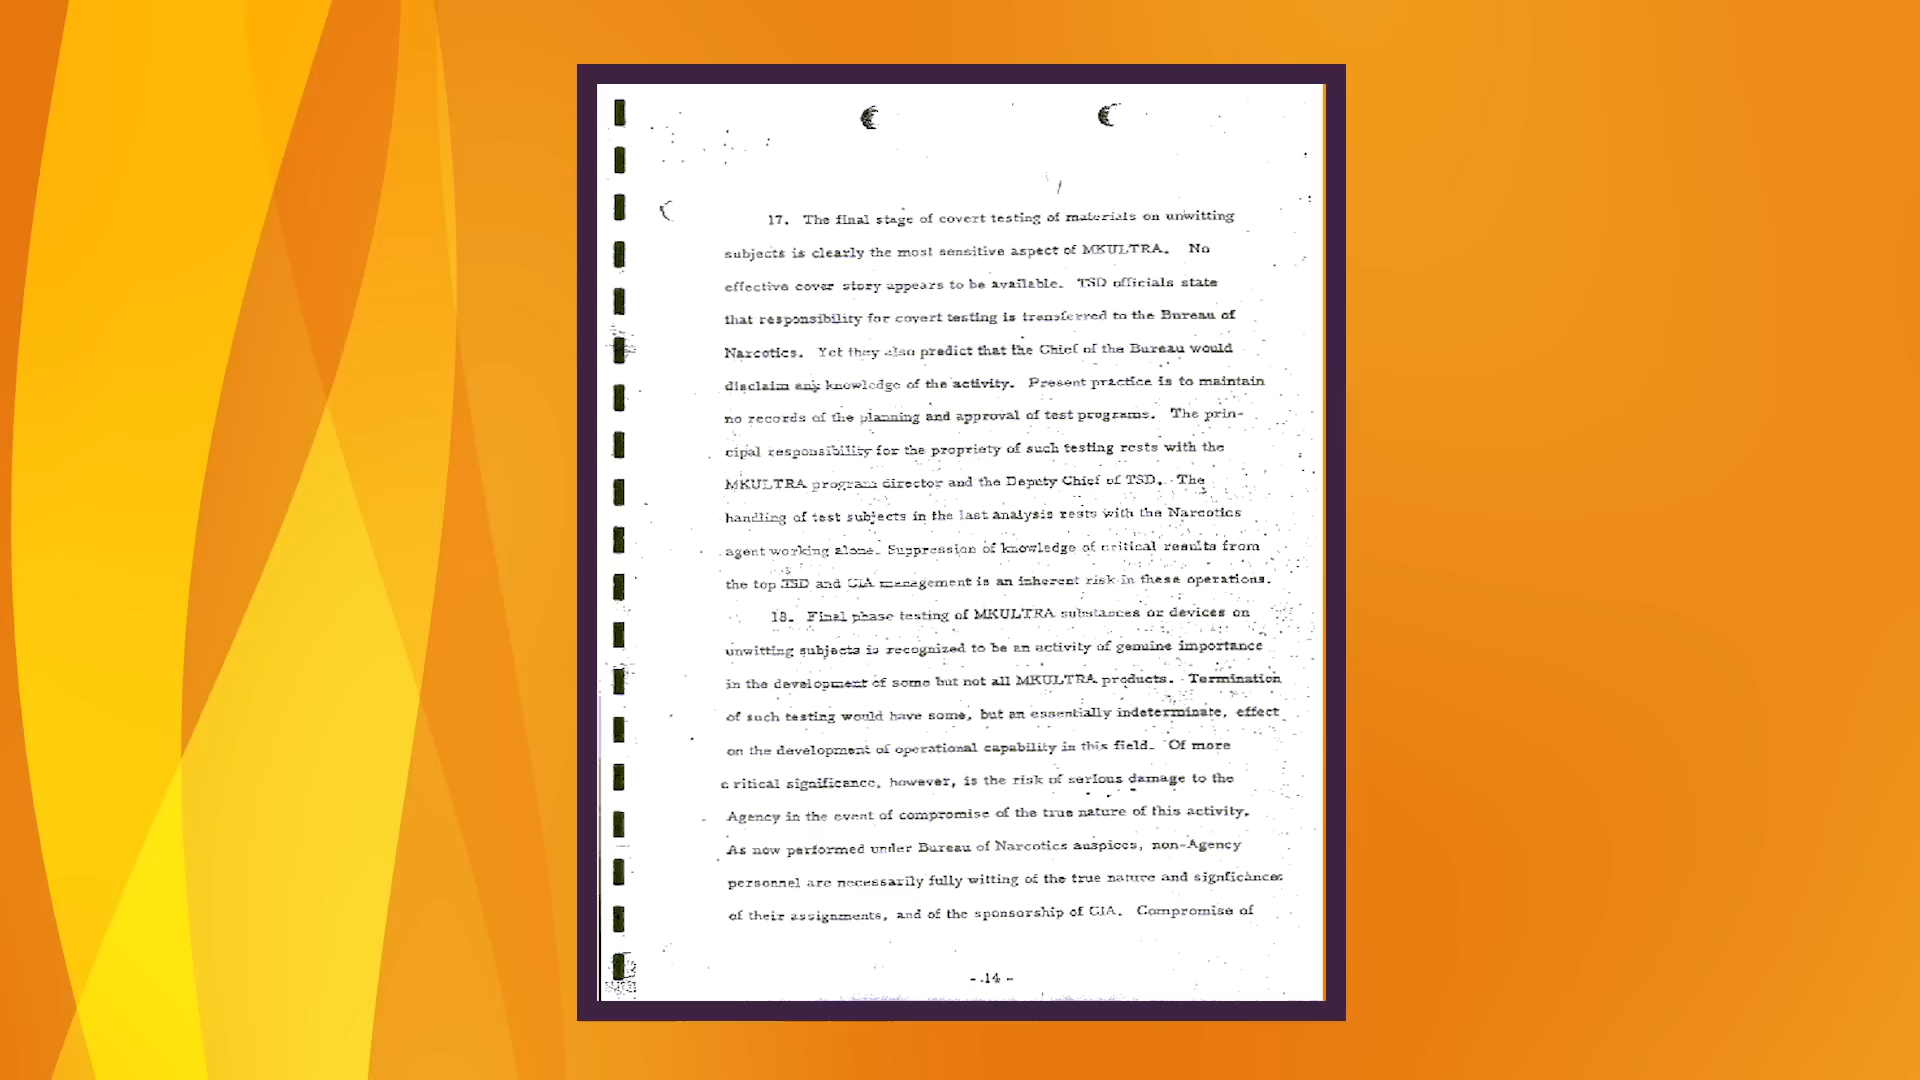 17. The final stage of covert testing of materials on unwitting
subjects is clearly the most sensitive aspect of MKULTRA. No
effective cover story appears to be available. TSD officials state
that responsibility for covert testing is transferred to the Bureau of
Narcotics. Yet they also predict that the Chief of the Bureau would
disclaim any knowledge of the activity. Present practice is to maintain
no records of the planning and approval of test programs. The prin-
cipal responsibility for the propriety of such testing rests with the
MKULTRA program director and the Deputy Chief of TSD. The
handling of test subjects in the last analysis rests with the Narcotics
agent working alone. Suppression of knowledge of critical results from
the top TSD and CIA management is an inherent risk in these operations.
18. Final phase testing of MKULTRA substances or devices on
unwitting subjects is recognized to be an activity of genuine importance
in the development of some but not all MKULTRA products. Termination
of such testing would have some, but an essentially indeterminate, effect
on the development of operational capability in this field. Of more
critical significance, however, is the risk of serious damage to the
Agency in the event of compromise of the true nature of this activity.
As now performed under Bureau of Narcotics auspices, non-Agency
personnel are necessarily fully witting of the true nature and signficance
of their assignments, and of the sponsorship of CIA. Compromise of
- 14 -